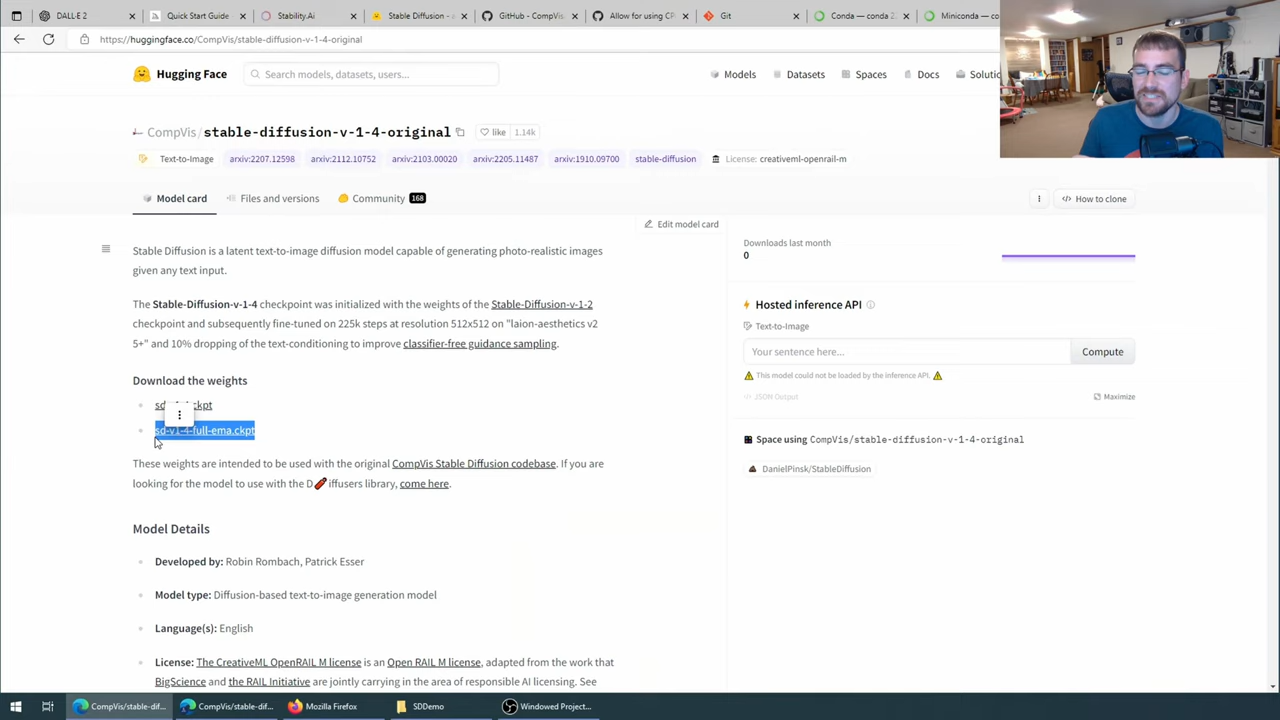 DALL·E 2
Quick Start Guide -
Stability.Ai
Stable Diffusion - a
GitHub - CompVis
Allow for using CP
Git
Conda — conda 2
Miniconda — con
https://huggingface.co/CompVis/stable-diffusion-v-1-4-original
Hugging Face
Search models, datasets, users...
Models
Datasets
Spaces
Docs
Solutio
CompVis/stable-diffusion-v-1-4-original
like 1.14k
Text-to-Image
arxiv:2207.12598
arxiv:2112.10752
arxiv:2103.00020
arxiv:2205.11487
arxiv:1910.09700
stable-diffusion
License: creativeml-openrail-m
Model card
Files and versions
Community 168
How to clone
Edit model card
Stable Diffusion is a latent text-to-image diffusion model capable of generating photo-realistic images
given any text input.
The Stable-Diffusion-v-1-4 checkpoint was initialized with the weights of the Stable-Diffusion-v-1-2
checkpoint and subsequently fine-tuned on 225k steps at resolution 512x512 on "laion-aesthetics v2
5+" and 10% dropping of the text-conditioning to improve classifier-free guidance sampling.
Download the weights
sd ckpt
sd-v1-4-full-ema.ckpt
These weights are intended to be used with the original CompVis Stable Diffusion codebase. If you are
looking for the model to use with the D🧨iffusers library, come here.
Model Details
Developed by: Robin Rombach, Patrick Esser
Model type: Diffusion-based text-to-image generation model
Language(s): English
License: The CreativeML OpenRAIL M license is an Open RAIL M license, adapted from the work that
BigScience and the RAIL Initiative are jointly carrying in the area of responsible AI licensing. See
Downloads last month
0
Hosted inference API
Text-to-Image
Your sentence here...
Compute
This model could not be loaded by the inference API.
JSON Output
Maximize
Space using CompVis/stable-diffusion-v-1-4-original
DanielPinsk/StableDiffusion
CompVis/stable-dif...
CompVis/stable-dif...
Mozilla Firefox
SDDemo
Windowed Project...